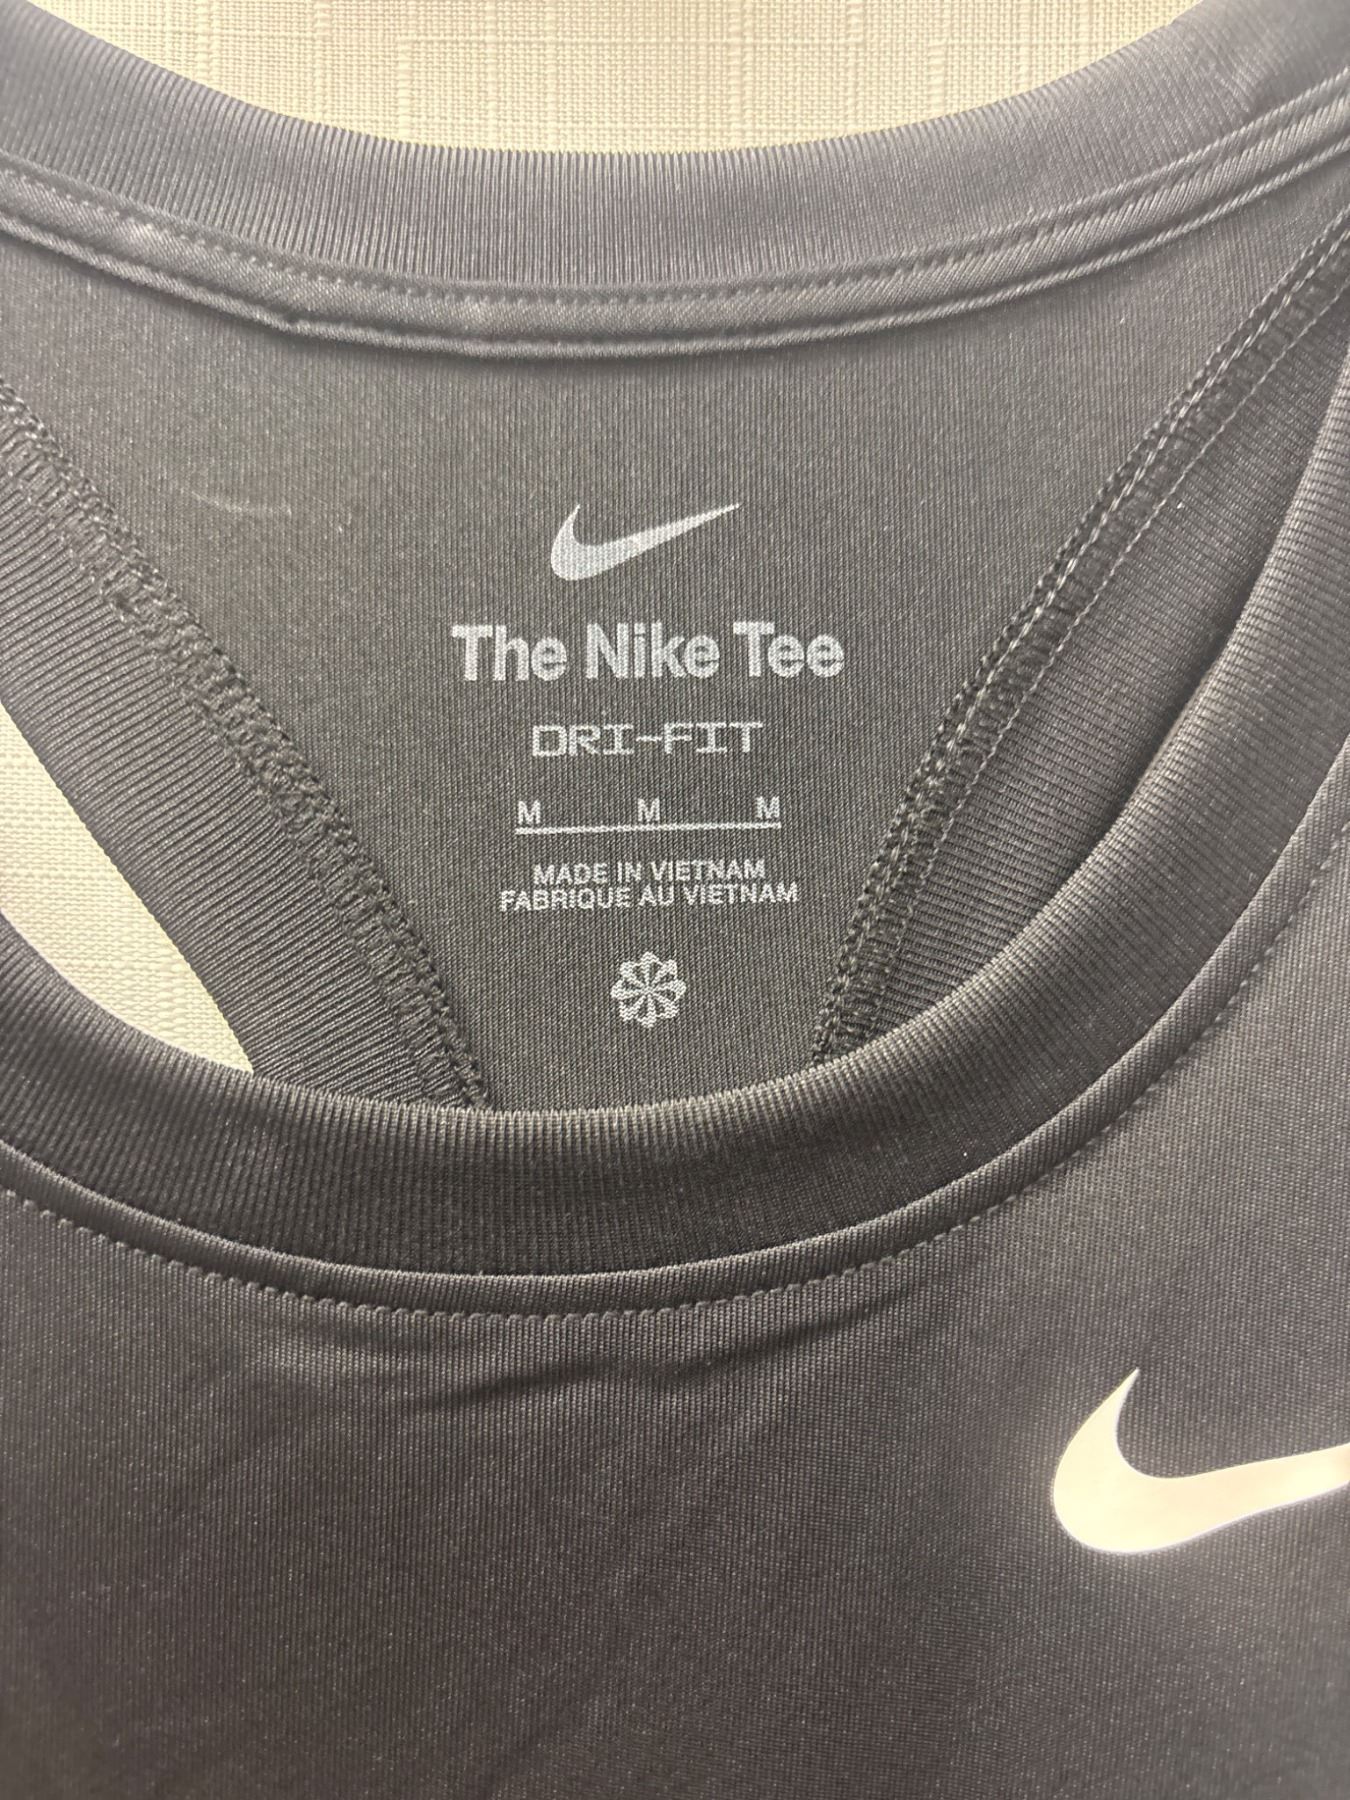 The Nike Tee
DRI-FIT
M M M
MADE IN VIETNAM
FABRIQUE AU VIETNAM